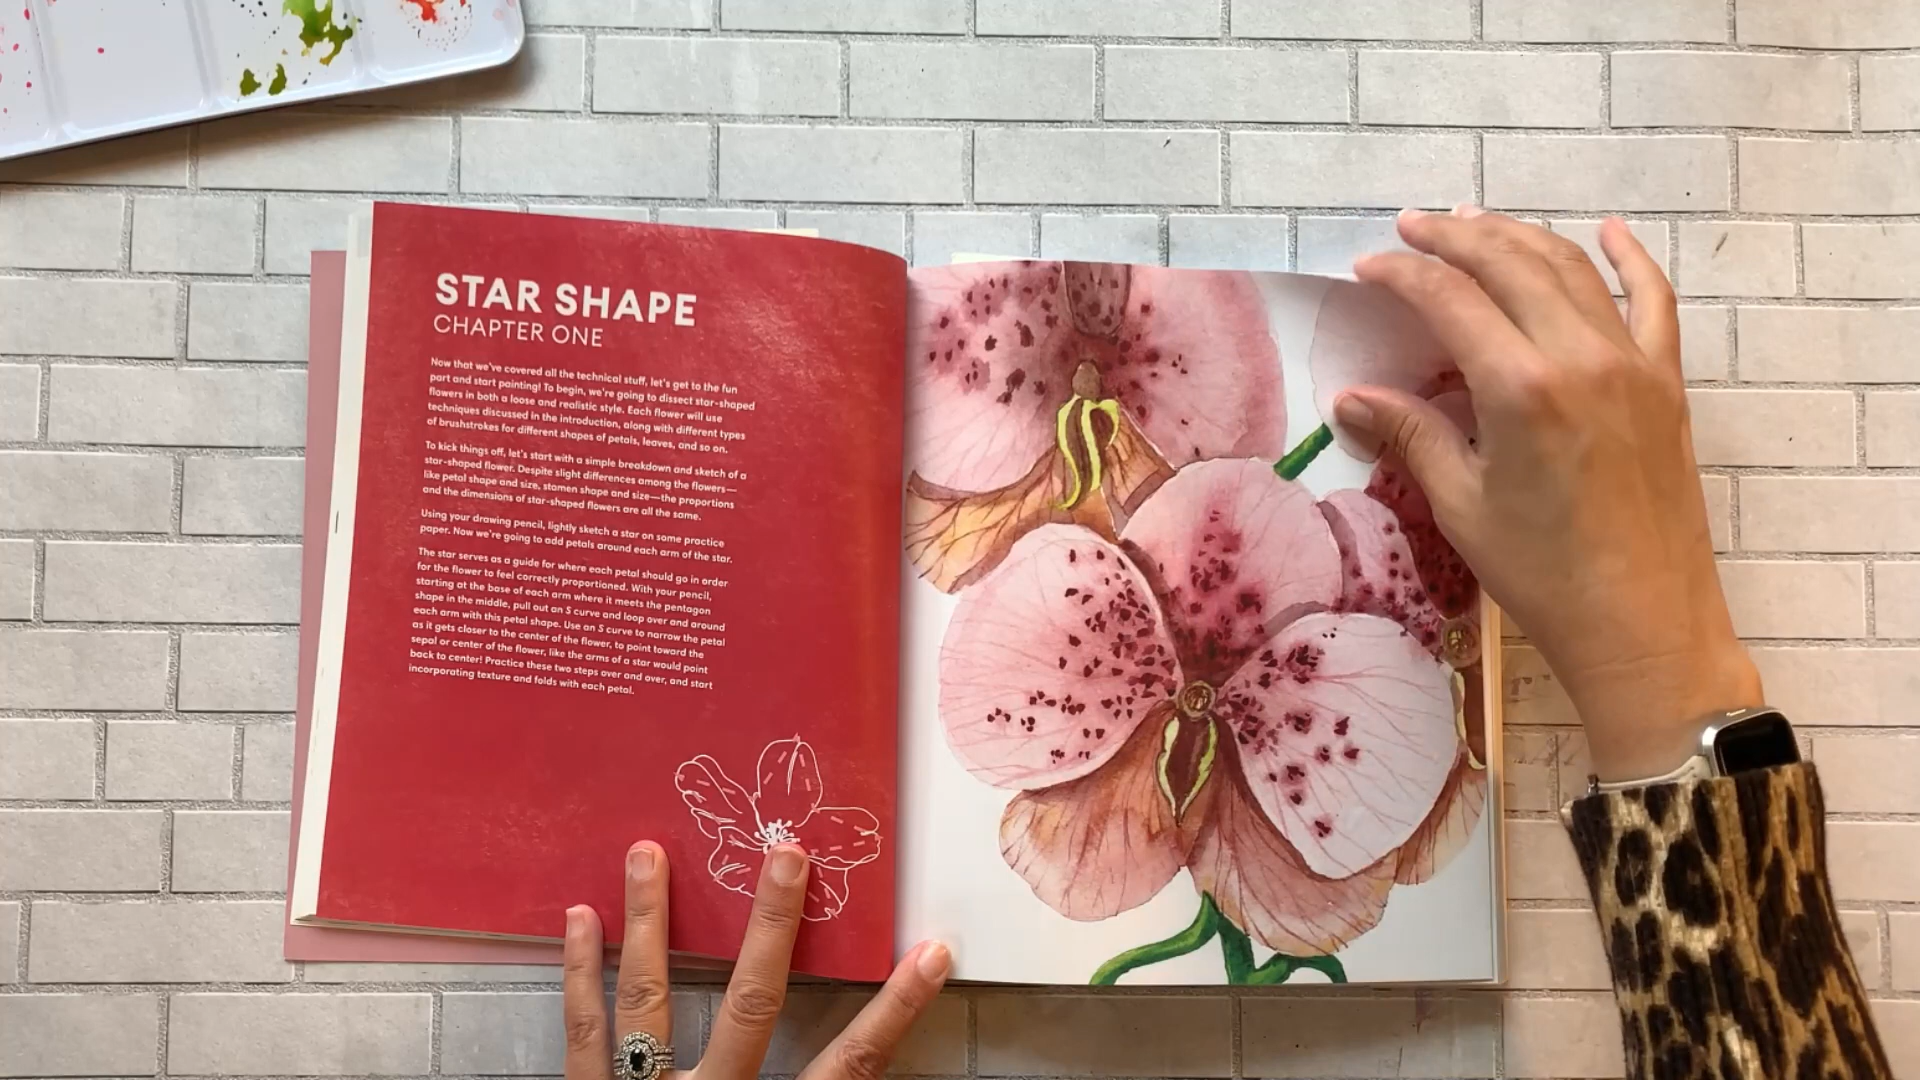 STAR SHAPE
CHAPTER ONE
Now that we've covered all the technical stuff, let's get to the fun
part and start painting! To begin, we're going to dissect star-shaped
flowers in both a loose and realistic style. Each flower will use
techniques discussed in the introduction, along with different types
of brushstrokes for different shapes of petals, leaves, and so on.
To kick things off, let's start with a simple breakdown and sketch of a
star-shaped flower. Despite slight differences among the flowers—
like petal shape and size, stamen shape and size—the proportions
and the dimensions of star-shaped flowers are all the same.
Using your drawing pencil, lightly sketch a star on some practice
paper. Now we're going to add petals around each arm of the star.
The star serves as a guide for where each petal should go in order
for the flower to feel correctly proportioned. With your pencil,
starting at the base of each arm where it meets the pentagon
shape in the middle, pull out an S curve and loop over and around
each arm with this petal shape. Use an S curve to narrow the petal
as it gets closer to the center of the flower, to point toward the
sepal or center of the flower, like the arms of a star would point
back to center! Practice these two steps over and over, and start
incorporating texture and folds with each petal.